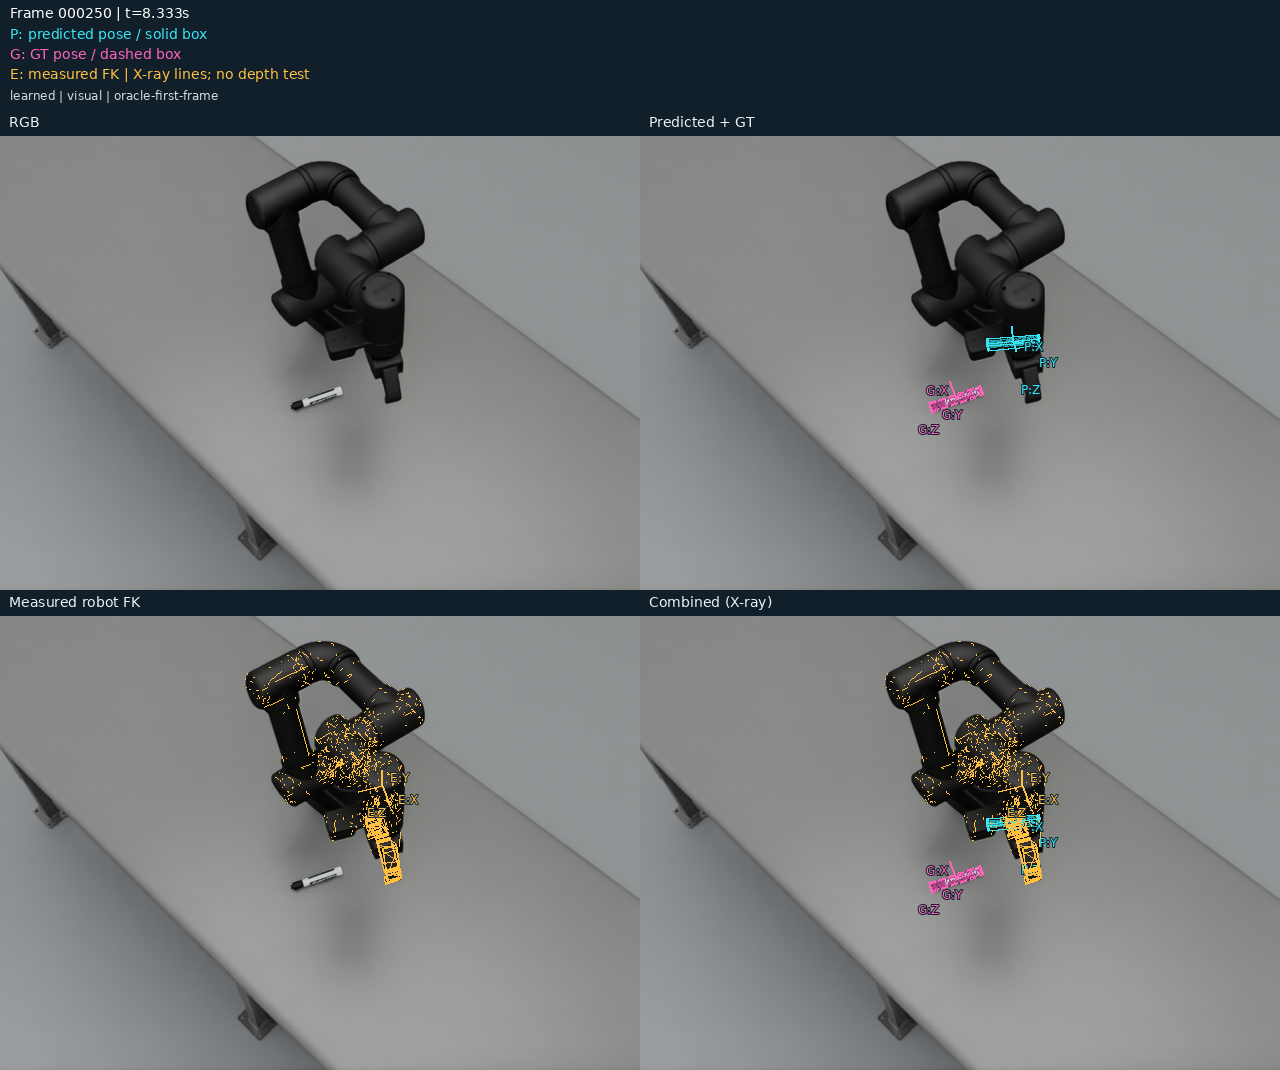 Frame 000250 | t=8.333s
P: predicted pose / solid box
G: GT pose / dashed box
E: measured FK | X-ray lines; no depth test
learned | visual | oracle-first-frame
RGB
Predicted + GT
P:X
P:Y
P:Z
G:X
G:Y
G:Z
Measured robot FK
Combined (X-ray)
E:Y
E:X
E:Z
E:Y
E:X
E:Z
P:Y
G:X
G:Y
G:Z